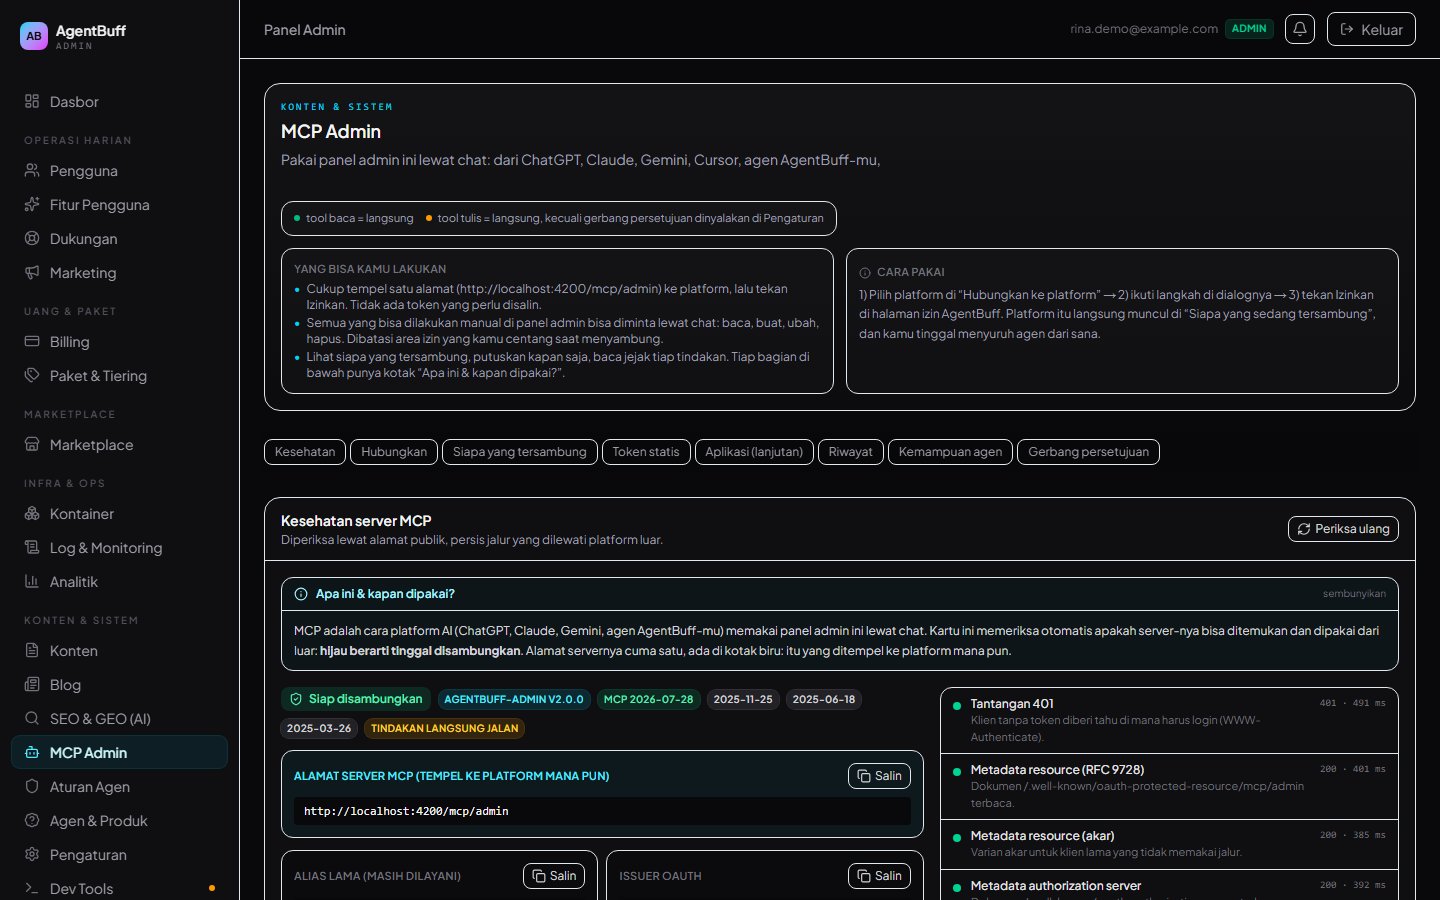 AB
AgentBuff
ADMIN
Dasbor
OPERASI HARIAN
Pengguna
Fitur Pengguna
Dukungan
Marketing
UANG & PAKET
Billing
Paket & Tiering
MARKETPLACE
Marketplace
INFRA & OPS
Kontainer
Log & Monitoring
Analitik
KONTEN & SISTEM
Konten
Blog
SEO & GEO (AI)
MCP Admin
Aturan Agen
Agen & Produk
Pengaturan
Dev Tools
Panel Admin
rina.demo@example.com
ADMIN
Keluar
KONTEN & SISTEM
MCP Admin
Pakai panel admin ini lewat chat: dari ChatGPT, Claude, Gemini, Cursor, agen AgentBuff-mu,
tool baca = langsung
tool tulis = langsung, kecuali gerbang persetujuan dinyalakan di Pengaturan
YANG BISA KAMU LAKUKAN
Cukup tempel satu alamat (http://localhost:4200/mcp/admin) ke platform, lalu tekan
Izinkan. Tidak ada token yang perlu disalin.
Semua yang bisa dilakukan manual di panel admin bisa diminta lewat chat: baca, buat, ubah,
hapus. Dibatasi area izin yang kamu centang saat menyambung.
Lihat siapa yang tersambung, putuskan kapan saja, baca jejak tiap tindakan. Tiap bagian di
bawah punya kotak “Apa ini & kapan dipakai?”.
CARA PAKAI
1) Pilih platform di “Hubungkan ke platform” → 2) ikuti langkah di dialognya → 3) tekan Izinkan
di halaman izin AgentBuff. Platform itu langsung muncul di “Siapa yang sedang tersambung”,
dan kamu tinggal menyuruh agen dari sana.
Kesehatan
Hubungkan
Siapa yang tersambung
Token statis
Aplikasi (lanjutan)
Riwayat
Kemampuan agen
Gerbang persetujuan
Kesehatan server MCP
Diperiksa lewat alamat publik, persis jalur yang dilewati platform luar.
Periksa ulang
Apa ini & kapan dipakai?
sembunyikan
MCP adalah cara platform AI (ChatGPT, Claude, Gemini, agen AgentBuff-mu) memakai panel admin ini lewat chat. Kartu ini memeriksa otomatis apakah server-nya bisa ditemukan dan dipakai dari
luar: hijau berarti tinggal disambungkan. Alamat servernya cuma satu, ada di kotak biru: itu yang ditempel ke platform mana pun.
Siap disambungkan
AGENTBUFF-ADMIN V2.0.0
MCP 2026-07-28
2025-11-25
2025-06-18
2025-03-26
TINDAKAN LANGSUNG JALAN
ALAMAT SERVER MCP (TEMPEL KE PLATFORM MANA PUN)
Salin
http://localhost:4200/mcp/admin
ALIAS LAMA (MASIH DILAYANI)
Salin
ISSUER OAUTH
Salin
Tantangan 401
401 · 491 ms
Klien tanpa token diberi tahu di mana harus login (WWW-
Authenticate).
Metadata resource (RFC 9728)
200 · 401 ms
Dokumen /.well-known/oauth-protected-resource/mcp/admin
terbaca.
Metadata resource (akar)
200 · 385 ms
Varian akar untuk klien lama yang tidak memakai jalur.
Metadata authorization server
200 · 392 ms